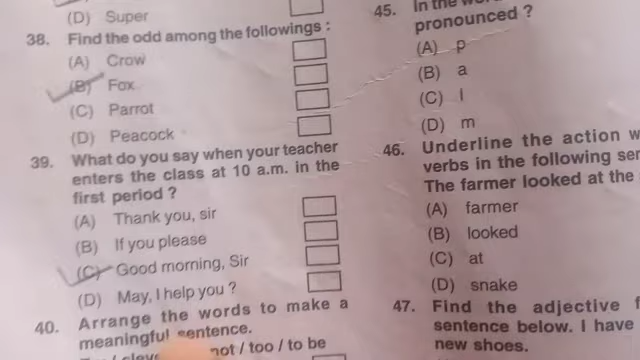 (D) Super
38. Find the odd among the followings :
(A) Crow
(B) Fox
(C) Parrot
(D) Peacock
39. What do you say when your teacher
enters the class at 10 a.m. in the
first period ?
(A) Thank you, sir
(B) If you please
(C) Good morning, Sir
(D) May, I help you ?
40. Arrange the words to make a
meaningful sentence.
not / too / to be
45. In the
pronounced ?
(A) p
(B) a
(C) l
(D) m
46. Underline the action
verbs in the following
The farmer looked at the
(A) farmer
(B) looked
(C) at
(D) snake
47. Find the adjective
sentence below. I have
new shoes.